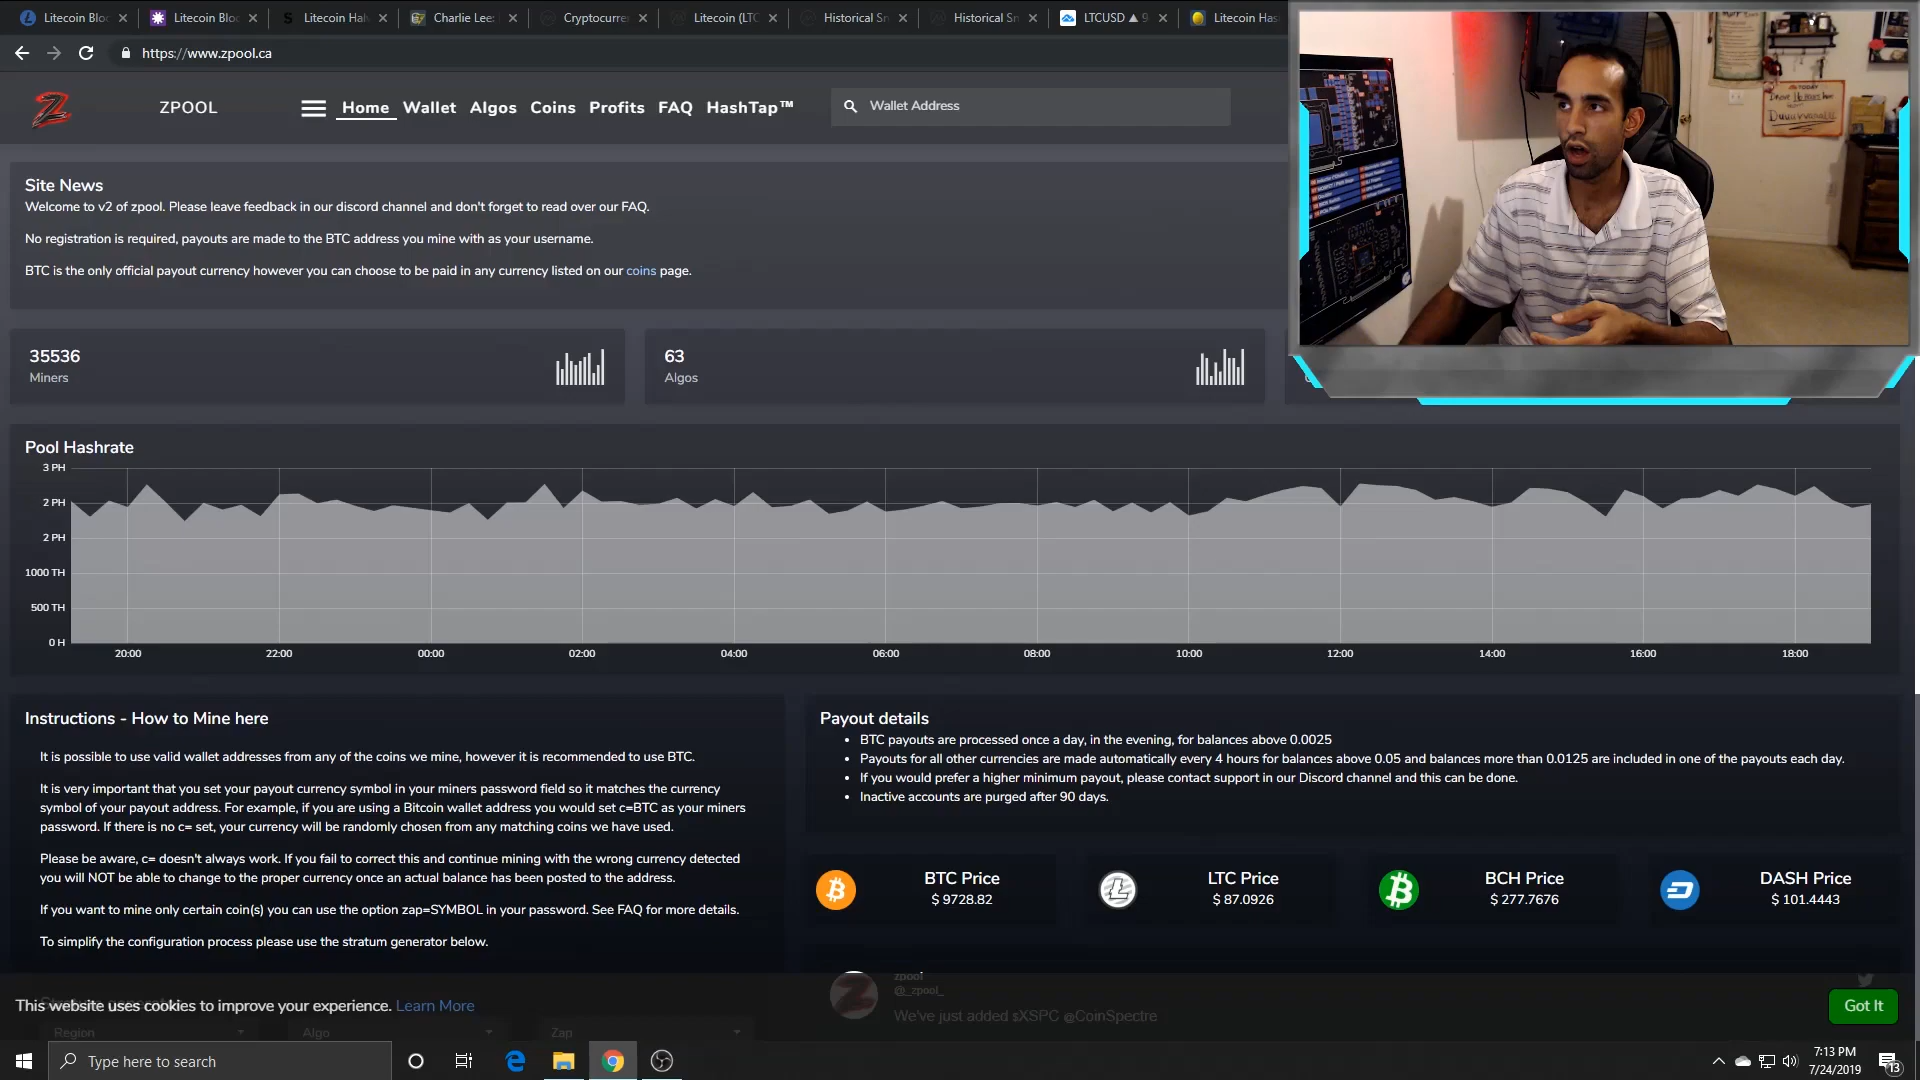 Litecoin Bloc
Litecoin Bloc
Litecoin Halv
Charlie Lee:
Cryptocurre
Litecoin (LTC
Historical Sn
Historical Sn
LTCUSD ▲ 9
Litecoin Has
https://www.zpool.ca
ZPOOL
Home
Wallet
Algos
Coins
Profits
FAQ
HashTap™
Wallet Address
Site News
Welcome to v2 of zpool. Please leave feedback in our discord channel and don't forget to read over our FAQ.
No registration is required, payouts are made to the BTC address you mine with as your username.
BTC is the only official payout currency however you can choose to be paid in any currency listed on our coins page.
35536
Miners
63
Algos
Pool Hashrate
3 PH
2 PH
2 PH
1000 TH
500 TH
0 H
20:00
22:00
00:00
02:00
04:00
06:00
08:00
10:00
12:00
14:00
16:00
18:00
Instructions - How to Mine here
It is possible to use valid wallet addresses from any of the coins we mine, however it is recommended to use BTC.
It is very important that you set your payout currency symbol in your miners password field so it matches the currency
symbol of your payout address. For example, if you are using a Bitcoin wallet address you would set c=BTC as your miners
password. If there is no c= set, your currency will be randomly chosen from any matching coins we have used.
Please be aware, c= doesn't always work. If you fail to correct this and continue mining with the wrong currency detected
you will NOT be able to change to the proper currency once an actual balance has been posted to the address.
If you want to mine only certain coin(s) you can use the option zap=SYMBOL in your password. See FAQ for more details.
To simplify the configuration process please use the stratum generator below.
Payout details
BTC payouts are processed once a day, in the evening, for balances above 0.0025
Payouts for all other currencies are made automatically every 4 hours for balances above 0.05 and balances more than 0.0125 are included in one of the payouts each day.
If you would prefer a higher minimum payout, please contact support in our Discord channel and this can be done.
Inactive accounts are purged after 90 days.
BTC Price
$ 9728.82
LTC Price
$ 87.0926
BCH Price
$ 277.7676
DASH Price
$ 101.4443
zpool
@_zpool_
We've just added $XSPC @CoinSpectre
This website uses cookies to improve your experience. Learn More
Got It
Region
Algo
Zap
Type here to search
7:13 PM
7/24/2019
13